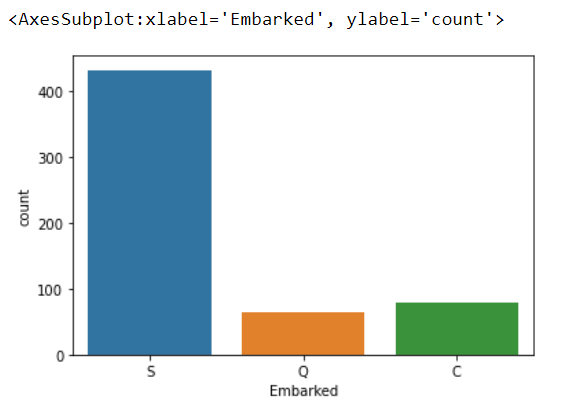 <AxesSubplot:xlabel='Embarked', ylabel='count'>
400
300
200
100
0
count
S Q C
Embarked